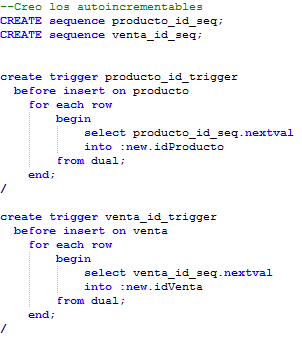 --Creo los autoincrementables
CREATE sequence producto_id_seq;
CREATE sequence venta_id_seq;
create trigger producto_id_trigger
before insert on producto
for each row
begin
select producto_id_seq.nextval
into :new.idProducto
from dual;
end;
/
create trigger venta_id_trigger
before insert on venta
for each row
begin
select venta_id_seq.nextval
into :new.idVenta
from dual;
end;
/